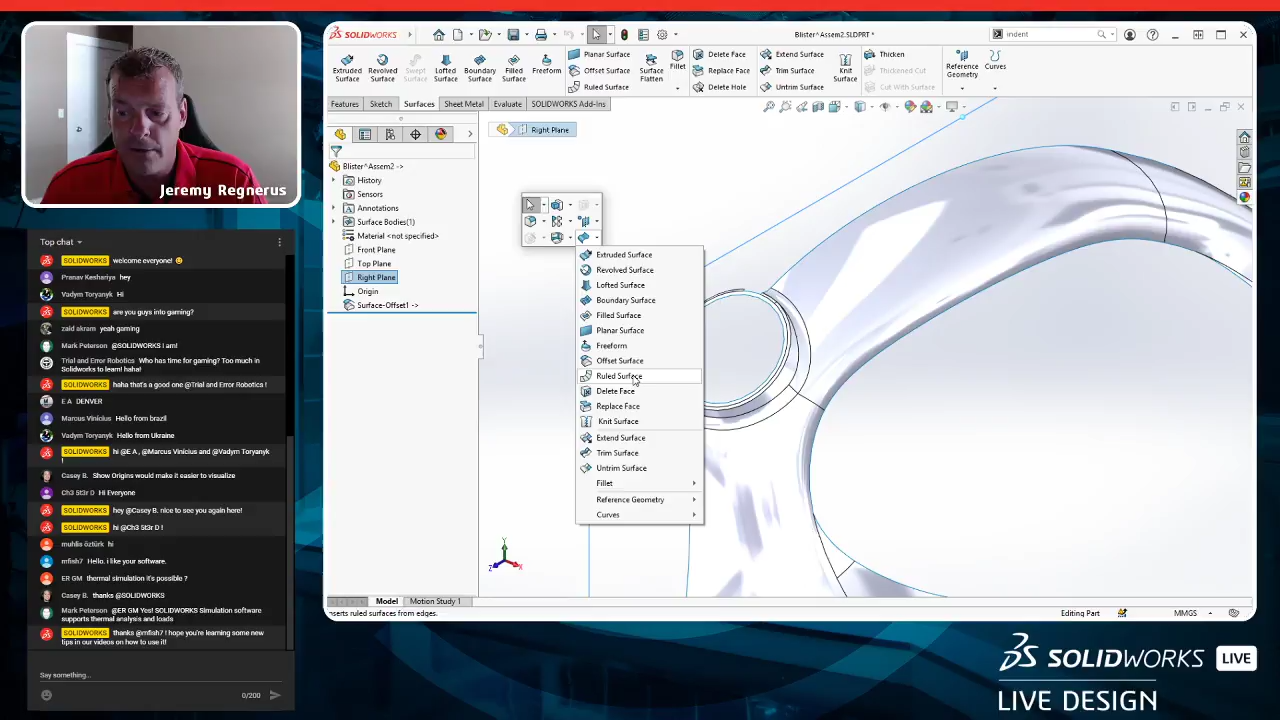 Jeremy Regnerus
Top chat
SOLIDWORKS welcome everyone!
Pranav Keshariya hey
Vadym Toryanyk Hi
SOLIDWORKS are you guys into gaming?
zaid akram yeah gaming
Mark Peterson @SOLIDWORKS I am!
Trial and Error Robotics Who has time for gaming? Too much to
learn in Solidworks to learn! haha!
SOLIDWORKS haha that's a good one @Trial and Error Robotics !
E A DENVER
Marcus Vinícius Hello from brazil
Vadym Toryanyk Hello from Ukraine
SOLIDWORKS hi @E A , @Marcus Vinícius and @Vadym Toryanyk
!
Casey B. Show Origins would make it easier to visualize
Ch3 5t3r D Hi Everyone
SOLIDWORKS hey @Casey B. nice to see you again here!
SOLIDWORKS hi @Ch3 5t3r D !
muhlis öztürk hi
mfish7 Hello. i like your software.
ER GM thermal simulation it's possible ?
Casey B. thanks @SOLIDWORKS
Mark Peterson @ER GM Yes! SOLIDWORKS Simulation software
supports thermal analysis and loads
SOLIDWORKS thanks @mfish7 ! hope you're learning some new
tips in our videos on how to use it!
Say something...
0/200
SOLIDWORKS
Blister^Assem2.SLDPRT *
indent
Extruded Surface
Revolved Surface
Swept Surface
Lofted Surface
Boundary Surface
Filled Surface
Freeform
Planar Surface
Offset Surface
Ruled Surface
Surface Flatten
Fillet
Delete Face
Replace Face
Delete Hole
Extend Surface
Trim Surface
Untrim Surface
Knit Surface
Thicken
Thickened Cut
Cut With Surface
Reference Geometry
Curves
Features Sketch Surfaces Sheet Metal Evaluate SOLIDWORKS Add-Ins
Right Plane
Blister^Assem2 ->
History
Sensors
Annotations
Surface Bodies(1)
Material <not specified>
Front Plane
Top Plane
Right Plane
Origin
Surface-Offset1 ->
Extruded Surface
Revolved Surface
Lofted Surface
Boundary Surface
Filled Surface
Planar Surface
Freeform
Offset Surface
Ruled Surface
Delete Face
Replace Face
Knit Surface
Extend Surface
Trim Surface
Untrim Surface
Fillet
Reference Geometry
Curves
Y
Z X
Model Motion Study 1
nserts ruled surfaces from edges.
Editing Part
MMGS
SOLIDWORKS LIVE
LIVE DESIGN